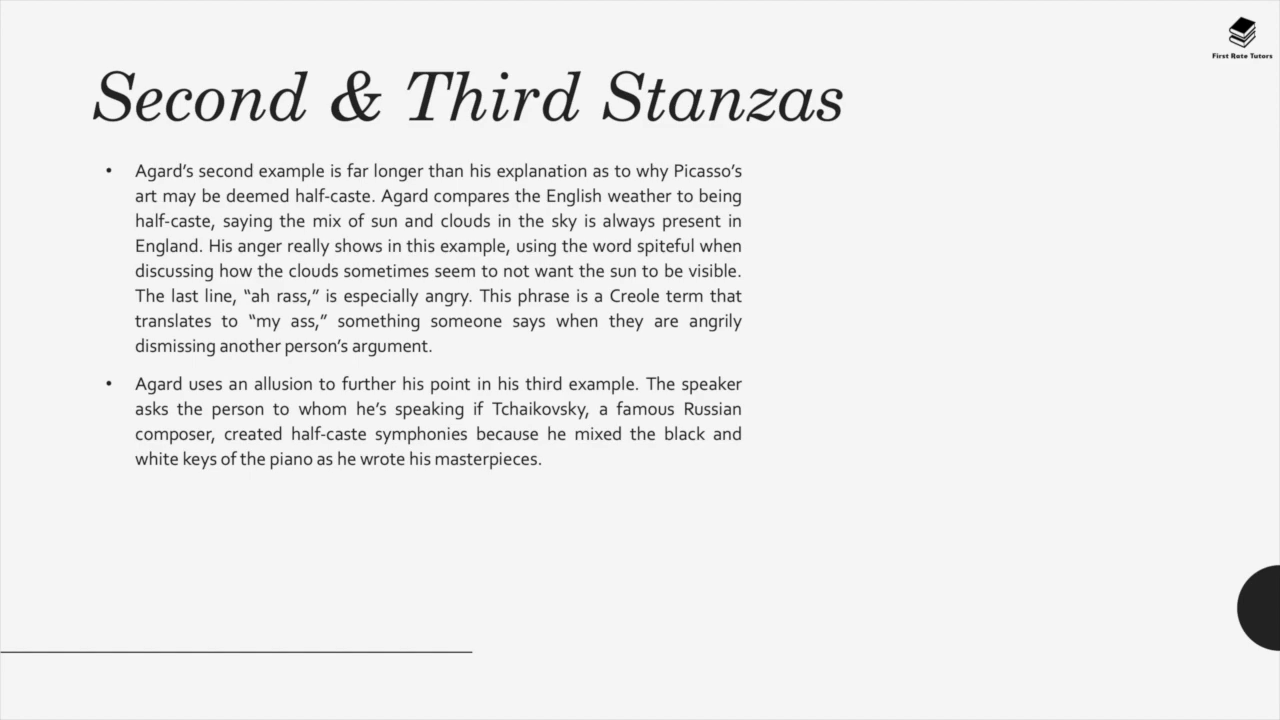 First Rate Tutors
Second & Third Stanzas
• Agard’s second example is far longer than his explanation as to why Picasso’s
art may be deemed half-caste. Agard compares the English weather to being
half-caste, saying the mix of sun and clouds in the sky is always present in
England. His anger really shows in this example, using the word spiteful when
discussing how the clouds sometimes seem to not want the sun to be visible.
The last line, “ah rass,” is especially angry. This phrase is a Creole term that
translates to “my ass,” something someone says when they are angrily
dismissing another person’s argument.
• Agard uses an allusion to further his point in his third example. The speaker
asks the person to whom he’s speaking if Tchaikovsky, a famous Russian
composer, created half-caste symphonies because he mixed the black and
white keys of the piano as he wrote his masterpieces.